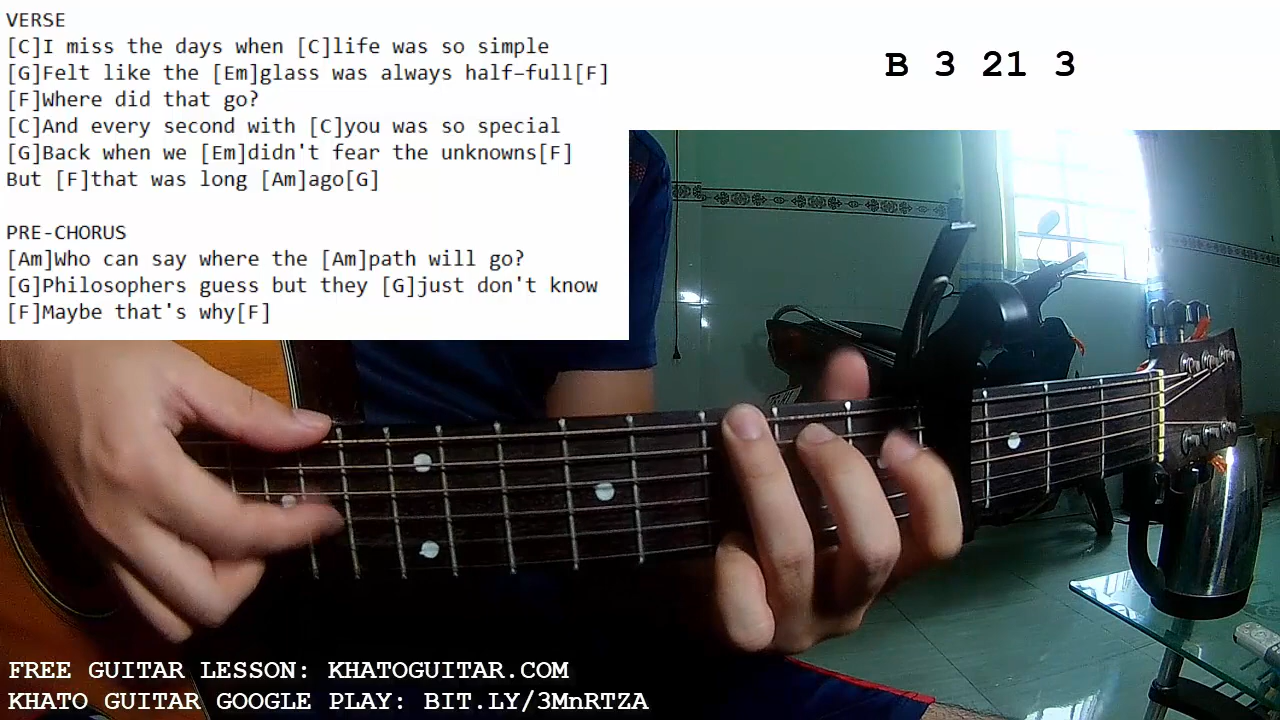 VERSE
[C]I miss the days when [C]life was so simple
[G]Felt like the [Em]glass was always half-full[F]
[F]Where did that go?
[C]And every second with [C]you was so special
[G]Back when we [Em]didn't fear the unknowns[F]
But [F]that was long [Am]ago[G]
PRE-CHORUS
[Am]Who can say where the [Am]path will go?
[G]Philosophers guess but they [G]just don't know
[F]Maybe that's why[F]
B 3 21 3
FREE GUITAR LESSON: KHATOGUITAR.COM
KHATO GUITAR GOOGLE PLAY: BIT.LY/3MnRTZA